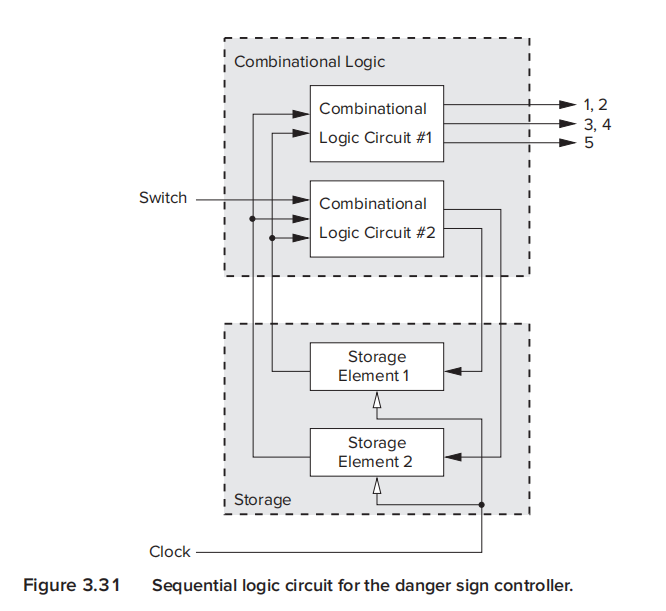 Combinational Logic
Combinational
Logic Circuit #1
1, 2
3, 4
5
Switch
Combinational
Logic Circuit #2
Storage
Element 1
Storage
Element 2
Storage
Clock
Figure 3.31 Sequential logic circuit for the danger sign controller.